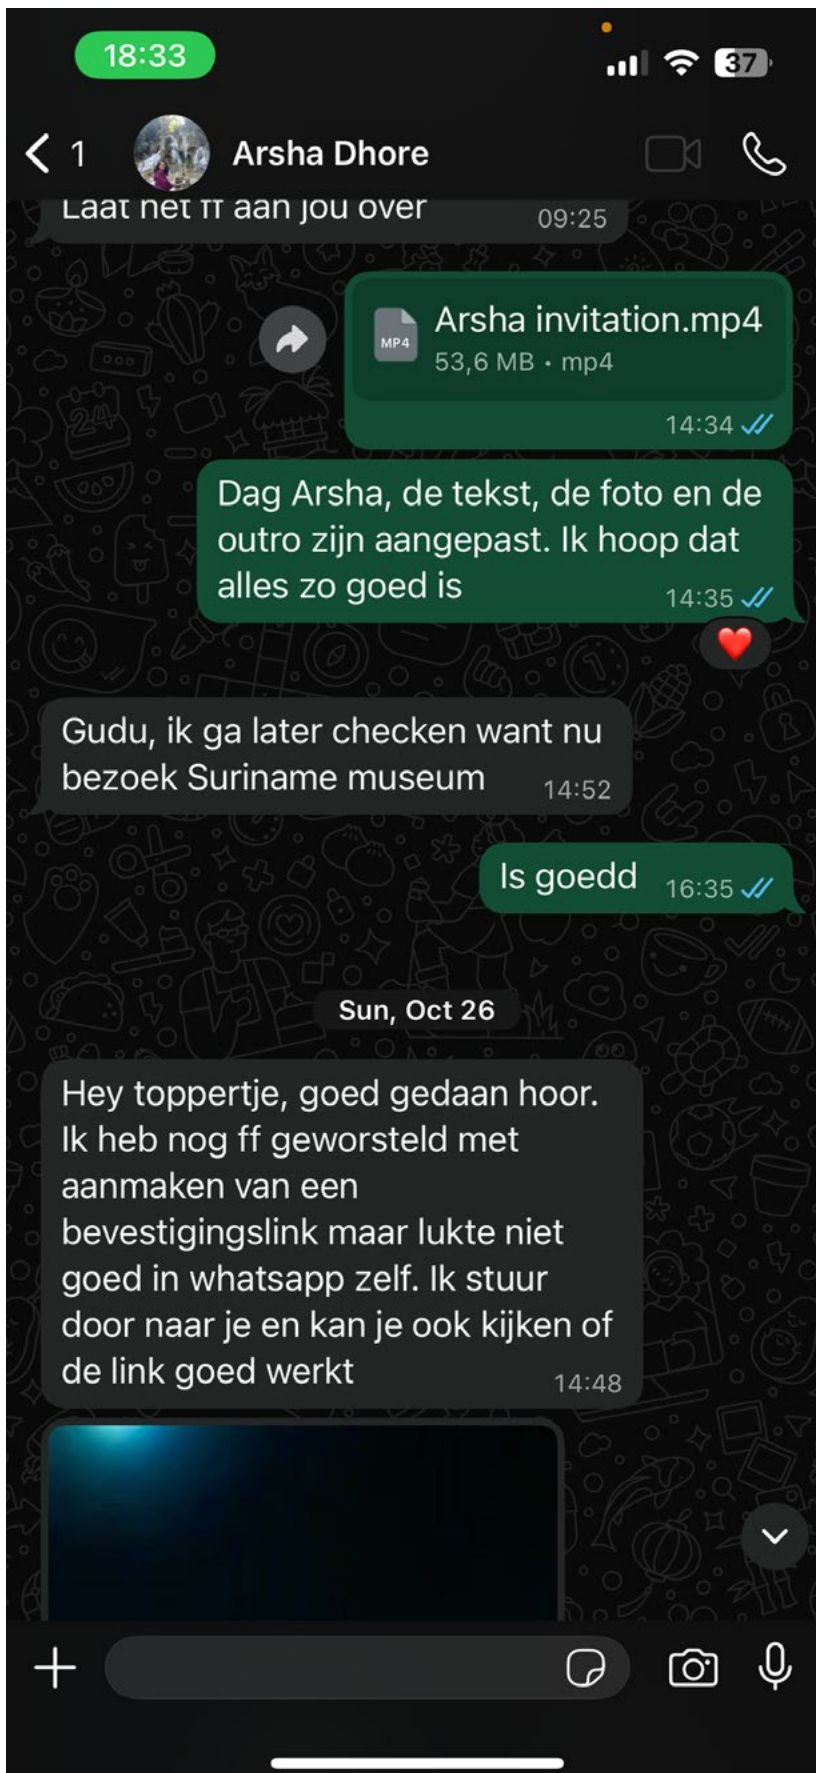 18:33
37
1
Arsha Dhore
Laat het ff aan jou over
09:25
MP4
Arsha invitation.mp4
53,6 MB • mp4
14:34
Dag Arsha, de tekst, de foto en de
outro zijn aangepast. Ik hoop dat
alles zo goed is
14:35
Gudu, ik ga later checken want nu
bezoek Suriname museum
14:52
Is goedd
16:35
Sun, Oct 26
Hey toppertje, goed gedaan hoor.
Ik heb nog ff geworsteld met
aanmaken van een
bevestigingslink maar lukte niet
goed in whatsapp zelf. Ik stuur
door naar je en kan je ook kijken of
de link goed werkt
14:48